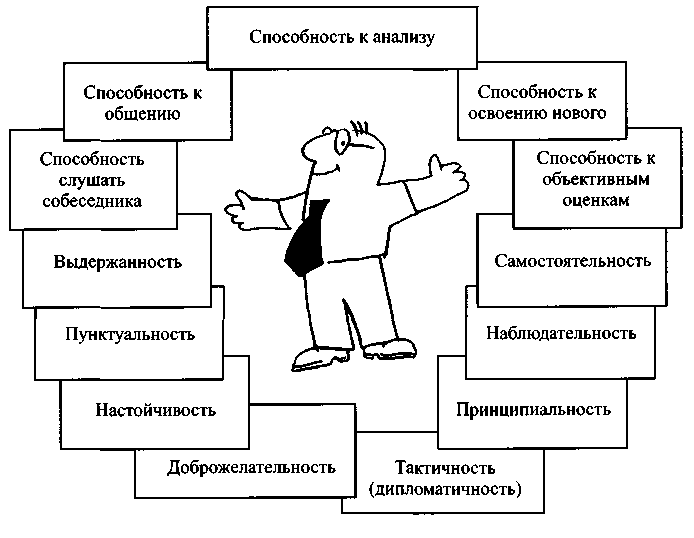 Способность к анализу
Способность к
общению
Способность к
освоению нового
Способность
слушать
собеседника
Способность к
объективным
оценкам
Выдержанность
Самостоятельность
Пунктуальность
Наблюдательность
Настойчивость
Принципиальность
Доброжелательность
Тактичность
(дипломатичность)